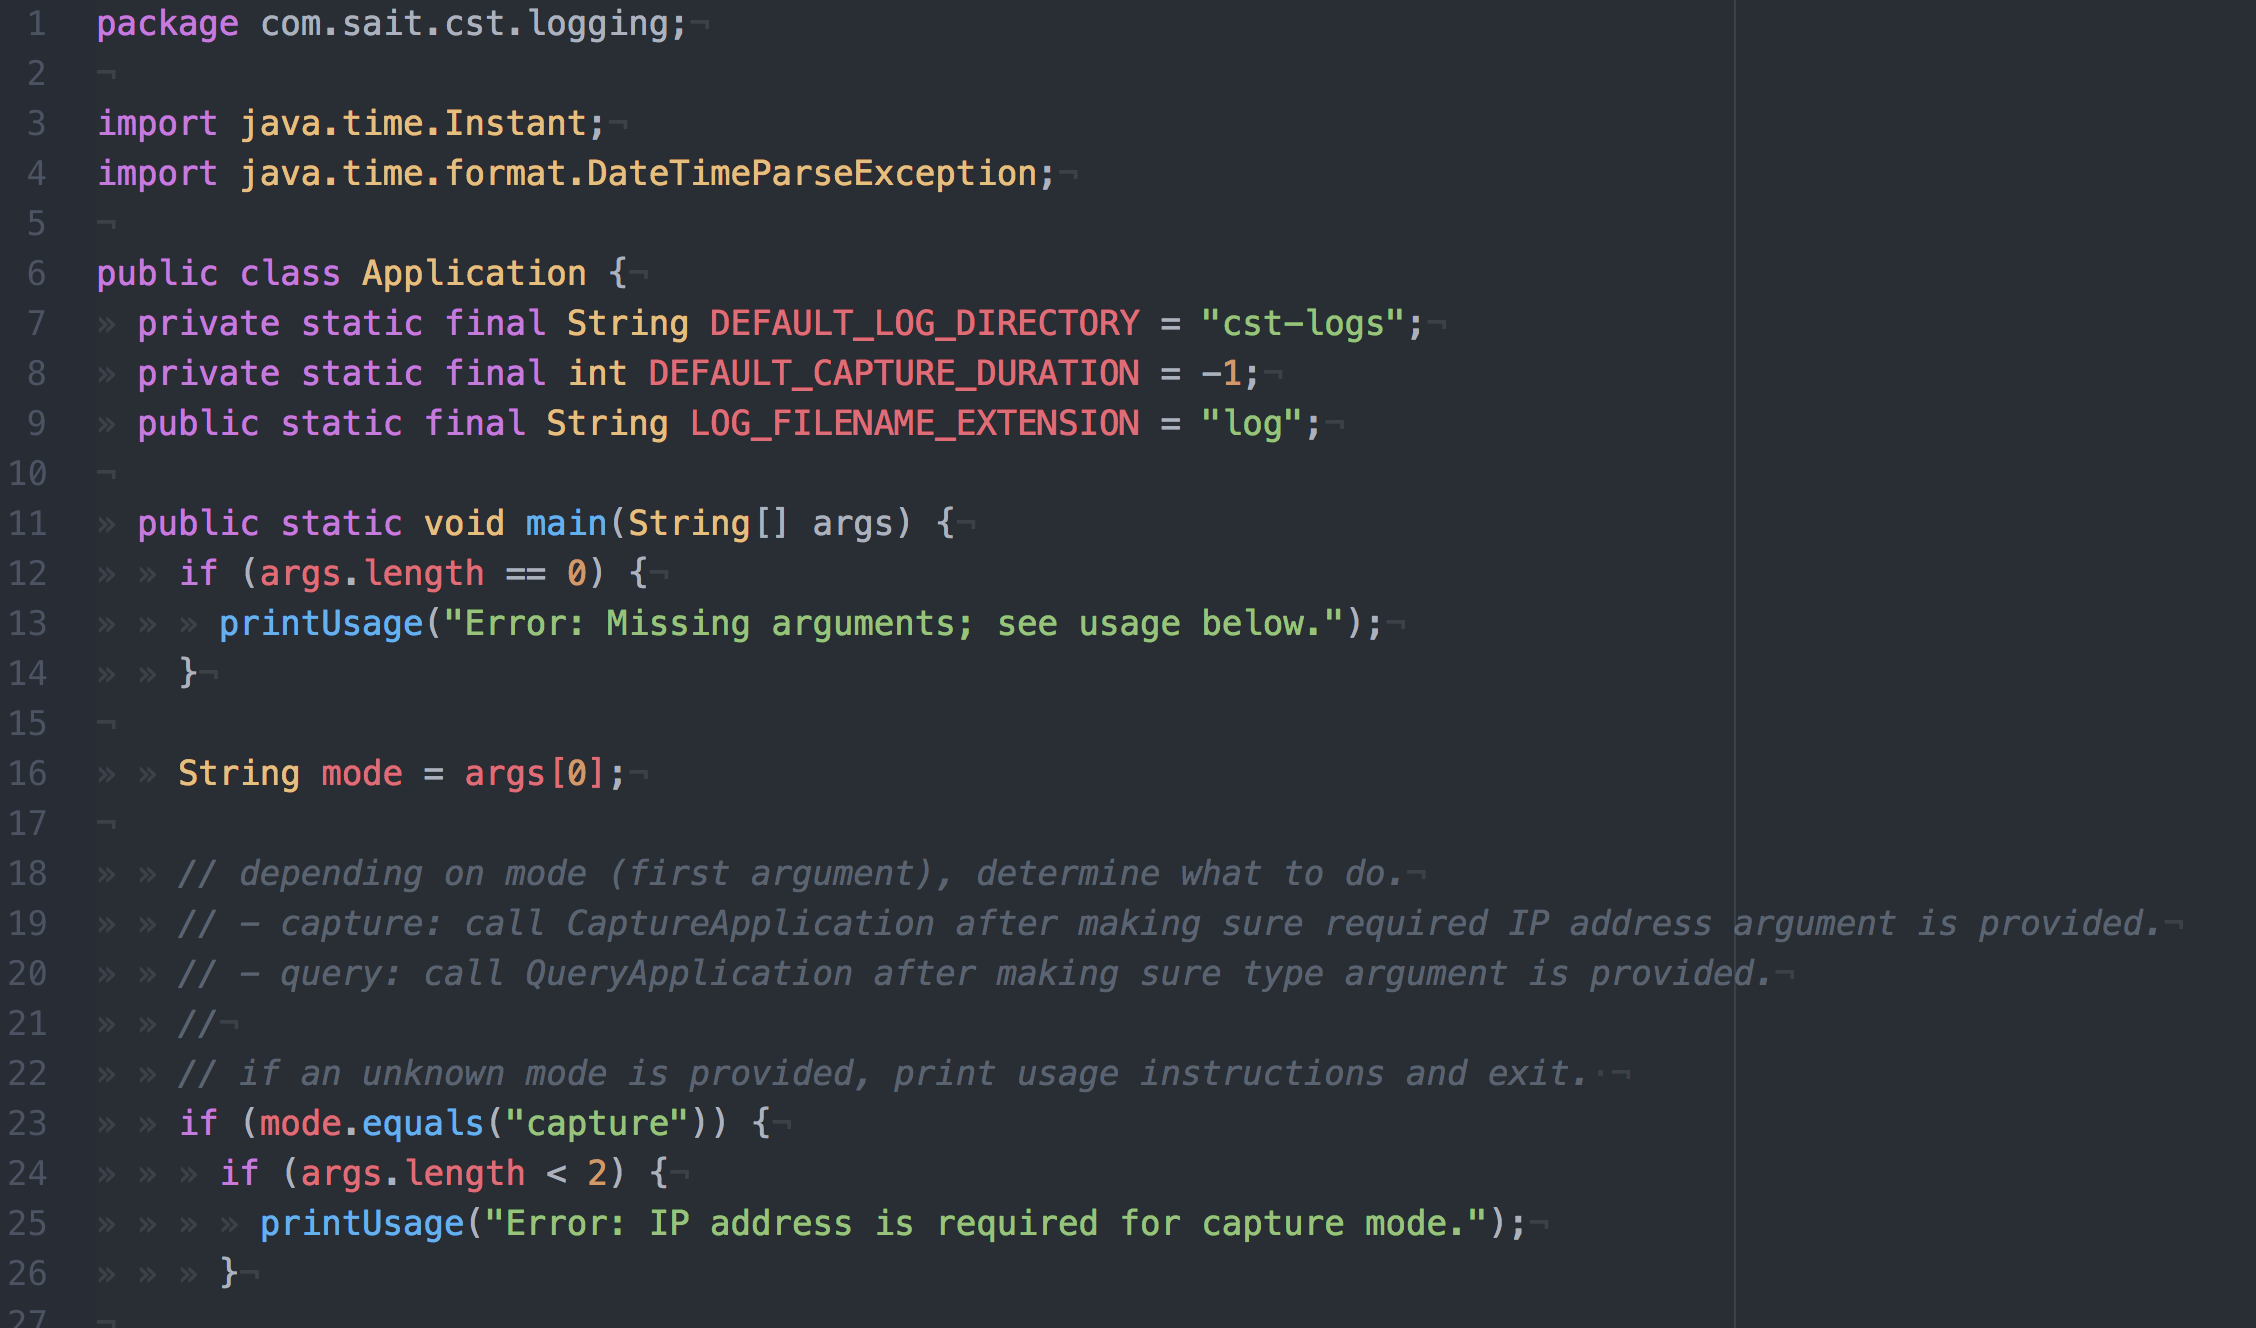 1 package com.sait.cst.logging;¬
2 ¬
3 import java.time.Instant;¬
4 import java.time.format.DateTimeParseException;¬
5 ¬
6 public class Application {¬
7 » private static final String DEFAULT_LOG_DIRECTORY = "cst-logs";¬
8 » private static final int DEFAULT_CAPTURE_DURATION = -1;¬
9 » public static final String LOG_FILENAME_EXTENSION = "log";¬
10 ¬
11 » public static void main(String[] args) {¬
12 » » if (args.length == 0) {¬
13 » » » printUsage("Error: Missing arguments; see usage below.");¬
14 » » }¬
15 ¬
16 » » String mode = args[0];¬
17 ¬
18 » » // depending on mode (first argument), determine what to do.¬
19 » » // - capture: call CaptureApplication after making sure required IP address argument is provided.¬
20 » » // - query: call QueryApplication after making sure type argument is provided.¬
21 » » //¬
22 » » // if an unknown mode is provided, print usage instructions and exit.·¬
23 » » if (mode.equals("capture")) {¬
24 » » » if (args.length < 2) {¬
25 » » » » printUsage("Error: IP address is required for capture mode.");¬
26 » » » }¬
27 ¬